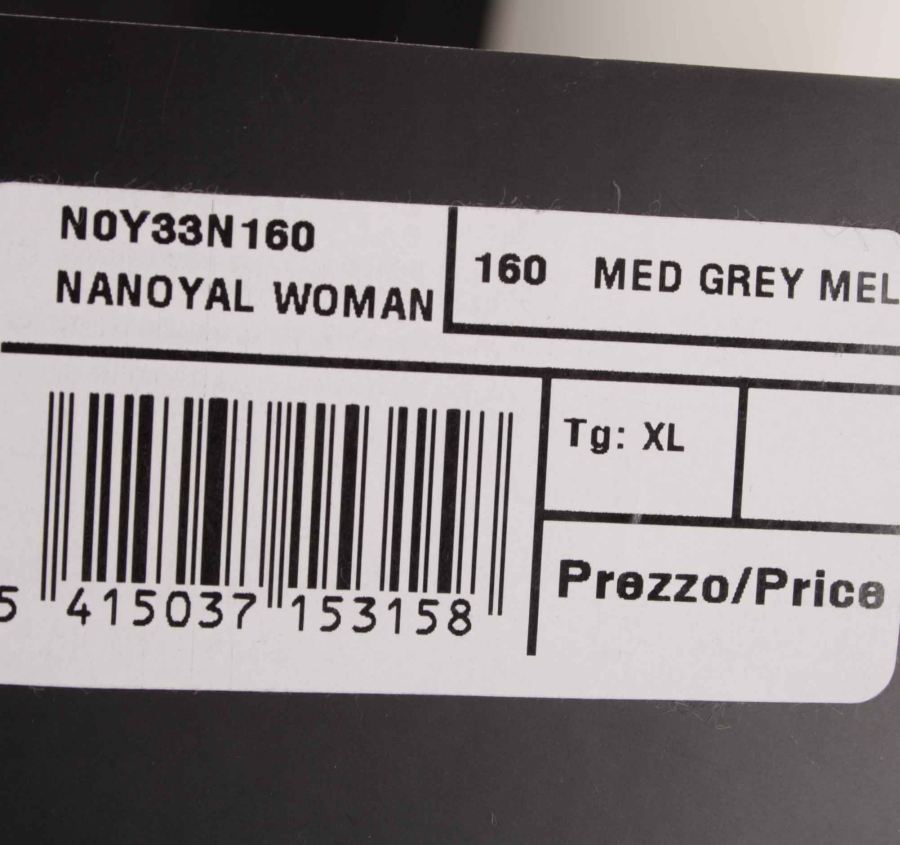 N0Y33N160
NANOYAL WOMAN
160 MED GREY MEL
Tg: XL
5 415037 153158
Prezzo/Price